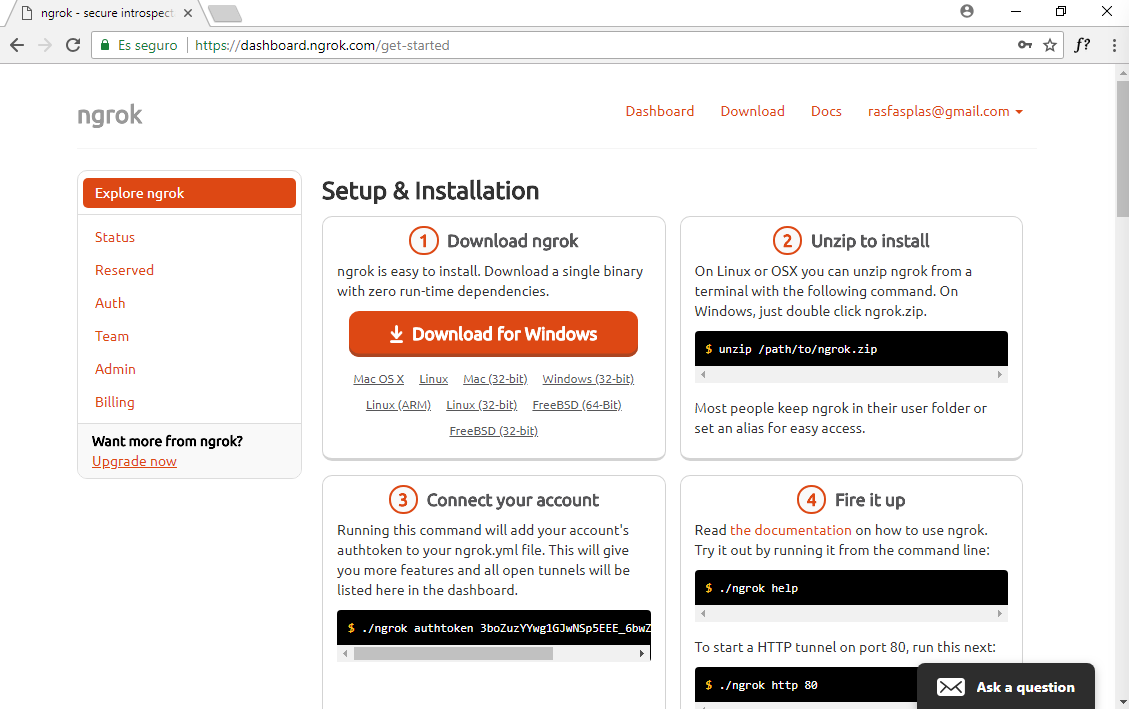 ngrok - secure introspect
Es seguro
https://dashboard.ngrok.com/get-started
f?
ngrok
Dashboard
Download
Docs
rasfasplas@gmail.com
Explore ngrok
Status
Reserved
Auth
Team
Admin
Billing
Want more from ngrok?
Upgrade now
Setup & Installation
1 Download ngrok
ngrok is easy to install. Download a single binary
with zero run-time dependencies.
Download for Windows
Mac OS X Linux Mac (32-bit) Windows (32-bit)
Linux (ARM) Linux (32-bit) FreeBSD (64-Bit)
FreeBSD (32-bit)
2 Unzip to install
On Linux or OSX you can unzip ngrok from a
terminal with the following command. On
Windows, just double click ngrok.zip.
$ unzip /path/to/ngrok.zip
Most people keep ngrok in their user folder or
set an alias for easy access.
3 Connect your account
Running this command will add your account's
authtoken to your ngrok.yml file. This will give
you more features and all open tunnels will be
listed here in the dashboard.
$ ./ngrok authtoken 3boZuzYYwg1GJwNSp5EEE_6bwZ
4 Fire it up
Read the documentation on how to use ngrok.
Try it out by running it from the command line:
$ ./ngrok help
To start a HTTP tunnel on port 80, run this next:
$ ./ngrok http 80
Ask a question